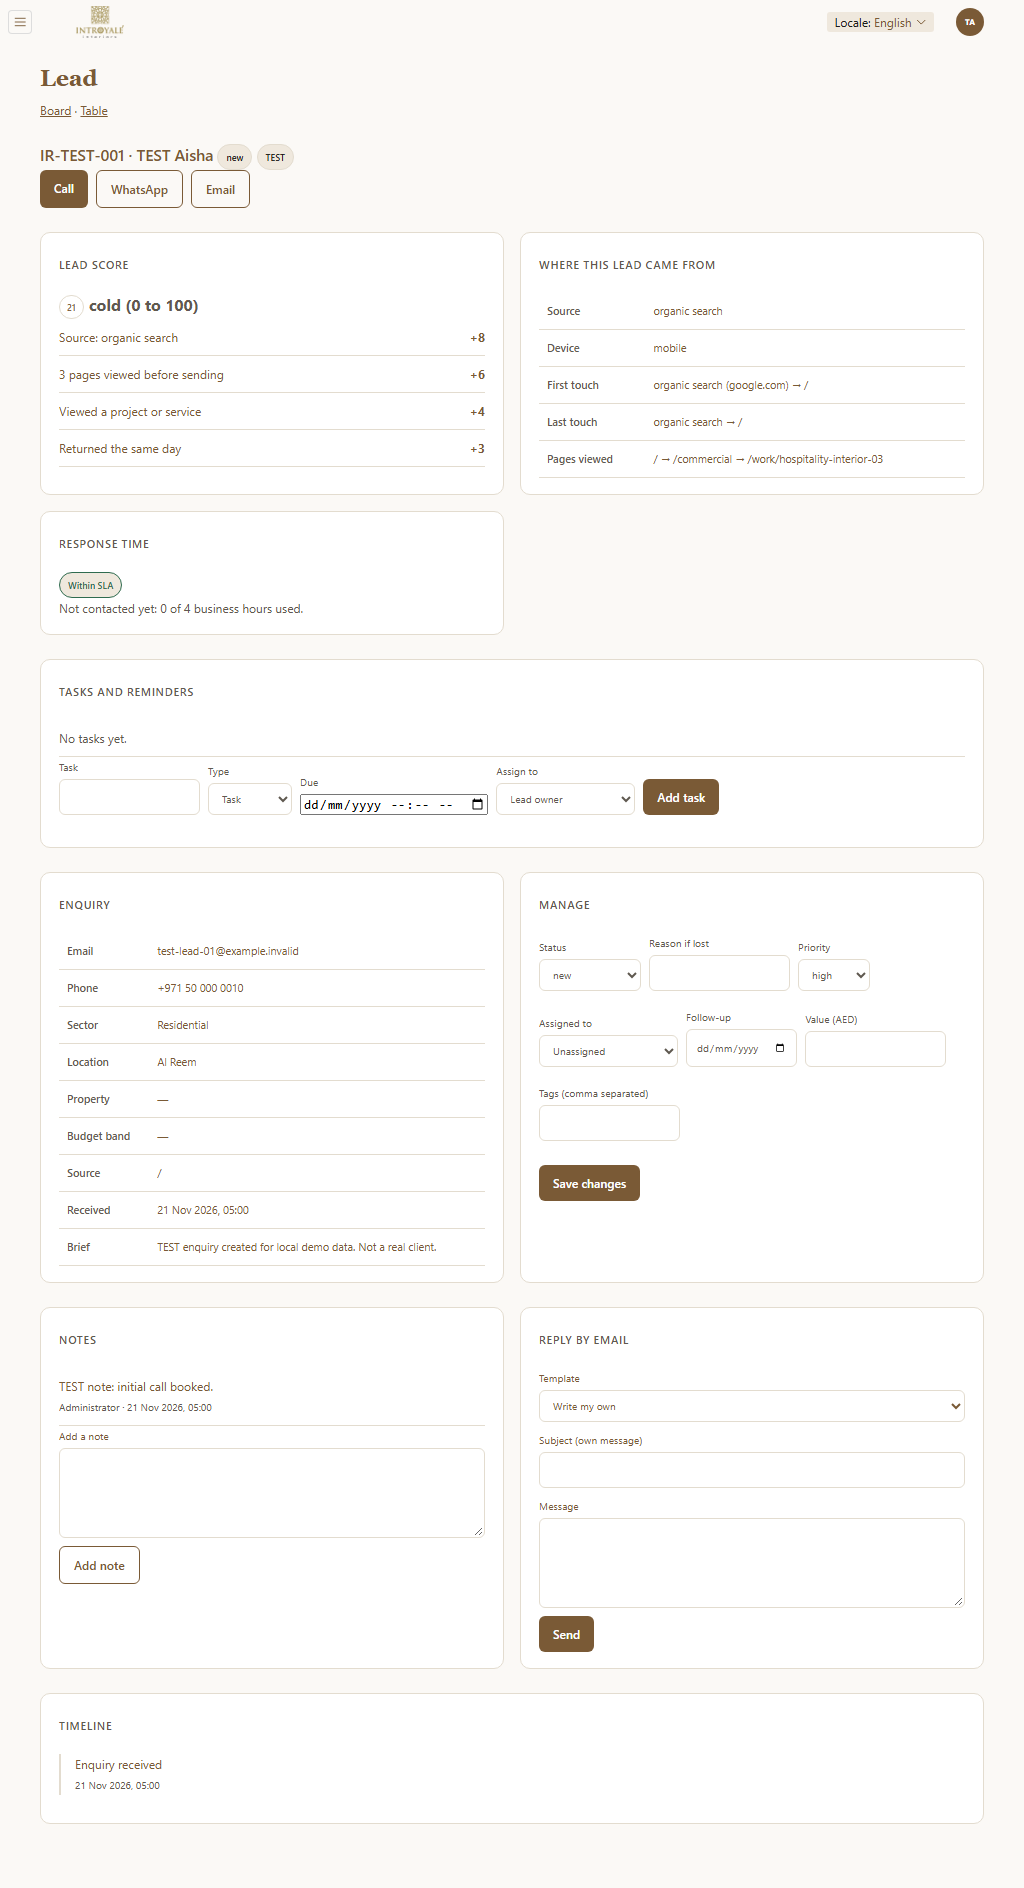 INTROYALE
interiors
Locale: English
TA
Lead
Board · Table
IR-TEST-001 · TEST Aisha new TEST
Call WhatsApp Email
LEAD SCORE
21 cold (0 to 100)
Source: organic search +8
3 pages viewed before sending +6
Viewed a project or service +4
Returned the same day +3
WHERE THIS LEAD CAME FROM
Source organic search
Device mobile
First touch organic search (google.com) → /
Last touch organic search → /
Pages viewed / → /commercial → /work/hospitality-interior-03
RESPONSE TIME
Within SLA
Not contacted yet: 0 of 4 business hours used.
TASKS AND REMINDERS
No tasks yet.
Task
Type
Task
Due
dd/mm/yyyy --:-- --
Assign to
Lead owner
Add task
ENQUIRY
Email test-lead-01@example.invalid
Phone +971 50 000 0010
Sector Residential
Location Al Reem
Property —
Budget band —
Source /
Received 21 Nov 2026, 05:00
Brief TEST enquiry created for local demo data. Not a real client.
MANAGE
Status
new
Reason if lost
Priority
high
Assigned to
Unassigned
Follow-up
dd/mm/yyyy
Value (AED)
Tags (comma separated)
Save changes
NOTES
TEST note: initial call booked.
Administrator · 21 Nov 2026, 05:00
Add a note
Add note
REPLY BY EMAIL
Template
Write my own
Subject (own message)
Message
Send
TIMELINE
Enquiry received
21 Nov 2026, 05:00